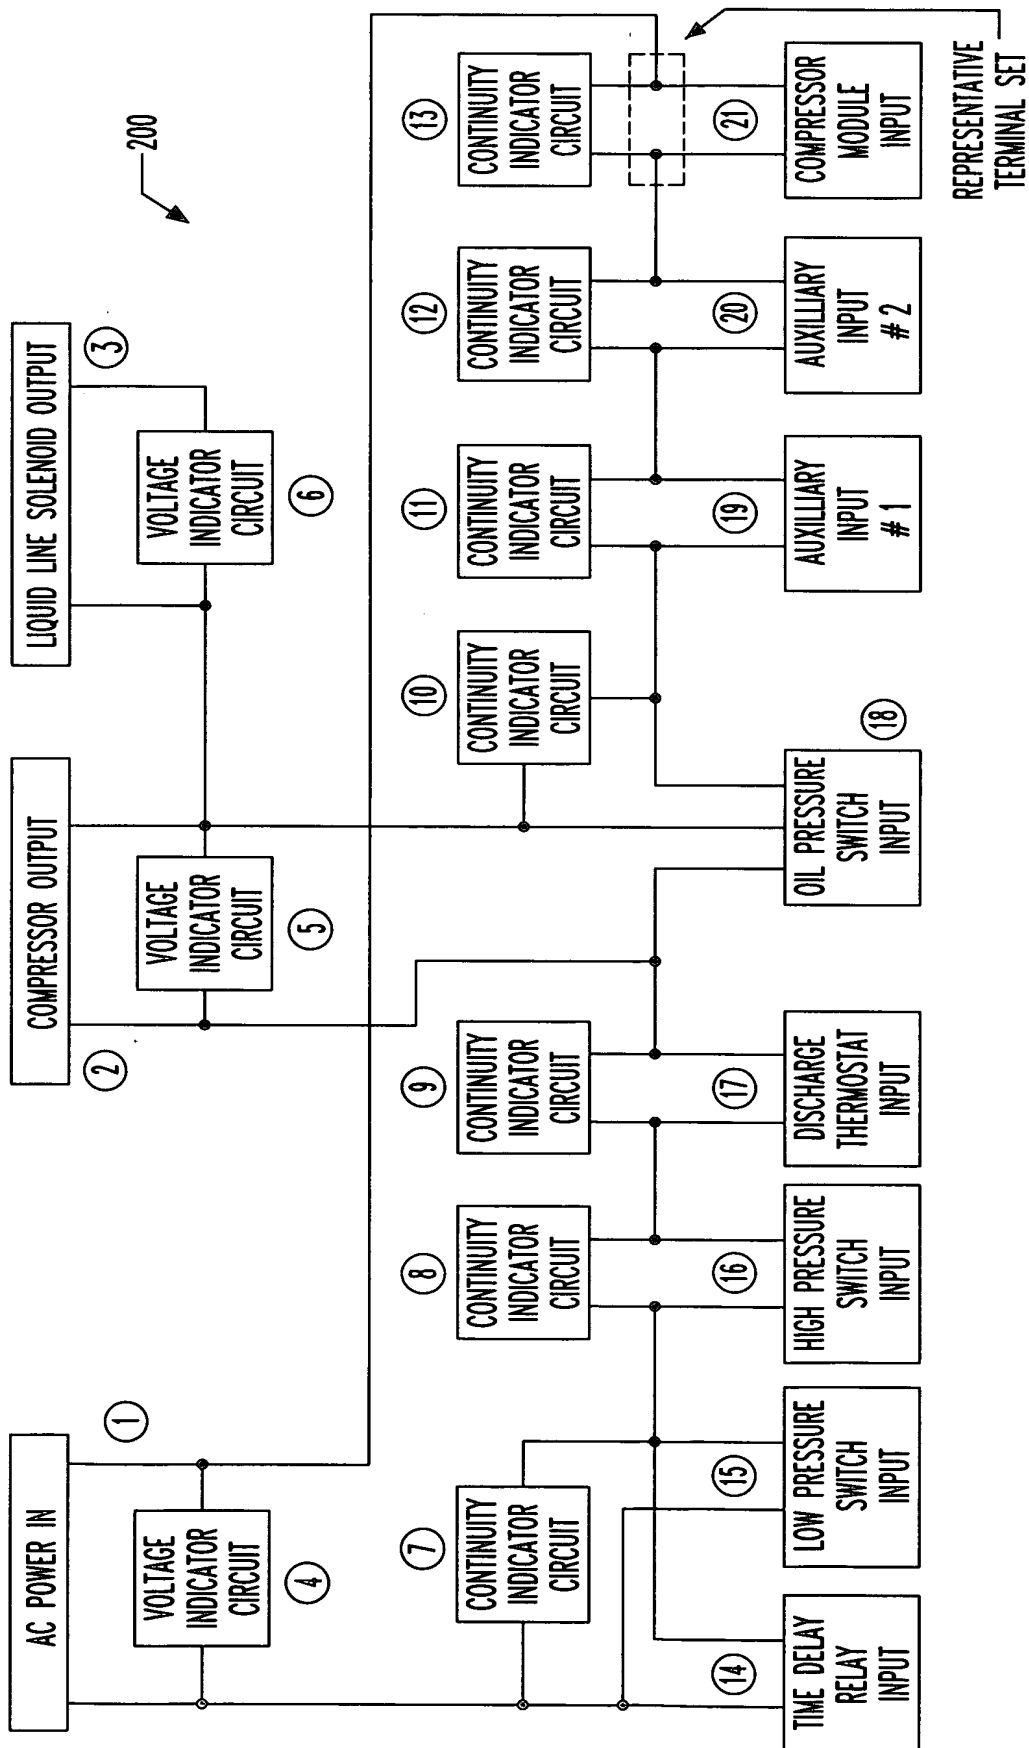 200
AC POWER IN
1
COMPRESSOR OUTPUT
2
LIQUID LINE SOLENOID OUTPUT
3
VOLTAGE
INDICATOR
CIRCUIT
4
VOLTAGE
INDICATOR
CIRCUIT
5
VOLTAGE
INDICATOR
CIRCUIT
6
7
CONTINUITY
INDICATOR
CIRCUIT
8
CONTINUITY
INDICATOR
CIRCUIT
9
CONTINUITY
INDICATOR
CIRCUIT
10
CONTINUITY
INDICATOR
CIRCUIT
11
CONTINUITY
INDICATOR
CIRCUIT
12
CONTINUITY
INDICATOR
CIRCUIT
13
CONTINUITY
INDICATOR
CIRCUIT
14
TIME DELAY
RELAY
INPUT
15
LOW PRESSURE
SWITCH
INPUT
16
HIGH PRESSURE
SWITCH
INPUT
17
DISCHARGE
THERMOSTAT
INPUT
18
OIL PRESSURE
SWITCH
INPUT
19
AUXILLIARY
INPUT
# 1
20
AUXILLIARY
INPUT
# 2
21
COMPRESSOR
MODULE
INPUT
REPRESENTATIVE
TERMINAL SET